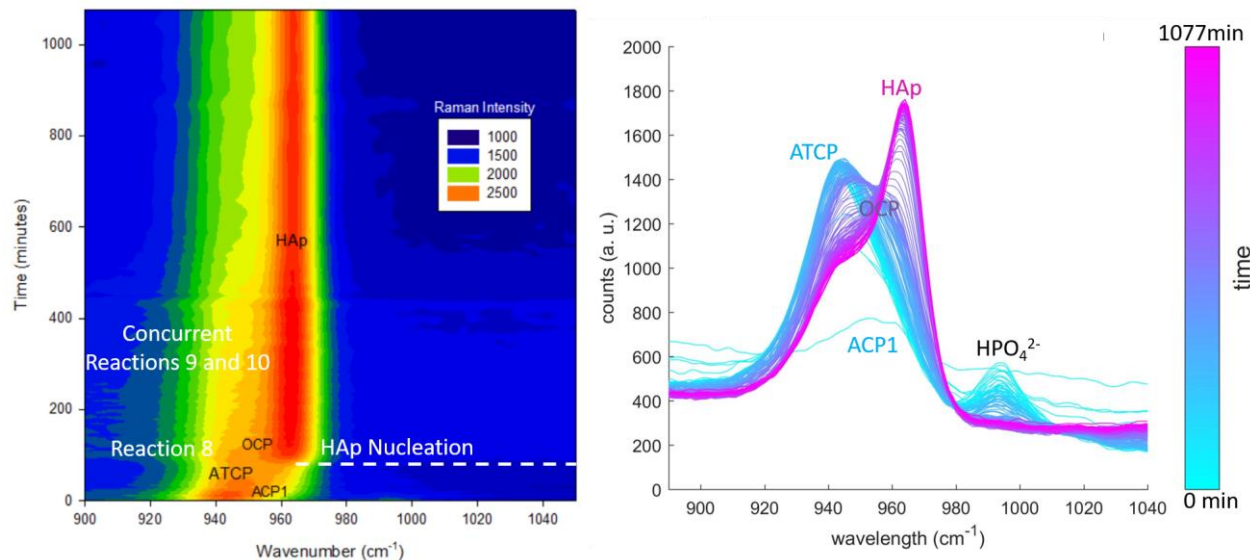 1000
800
600
400
200
0
Time (minutes)
900
920
940
960
980
1000
1020
1040
Wavenumber (cm-1)
Raman Intensity
1000
1500
2000
2500
HAp
Concurrent
Reactions 9 and 10
Reaction 8
OCP
HAp Nucleation
ATCP
ACP1
2000
1800
1600
1400
1200
1000
800
600
400
200
0
counts (a. u.)
900
920
940
960
980
1000
1020
1040
wavelength (cm-1)
HAp
ATCP
OCP
ACP1
HPO₄²⁻
1077min
time
0 min